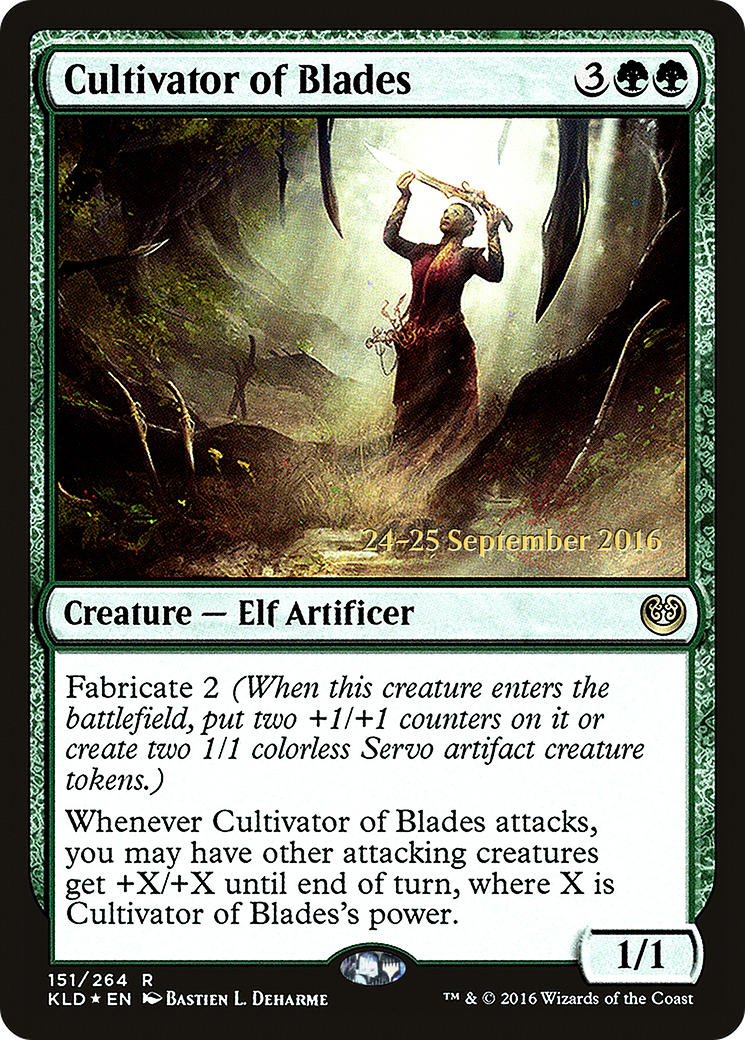 Cultivator of Blades 3
24-25 September 2016
Creature — Elf Artificer
Fabricate 2 (When this creature enters the
battlefield, put two +1/+1 counters on it or
create two 1/1 colorless Servo artifact creature
tokens.)
Whenever Cultivator of Blades attacks,
you may have other attacking creatures
get +X/+X until end of turn, where X is
Cultivator of Blades's power.
1/1
151/264 R
KLD ★ EN Bastien L. Deharme
™ & © 2016 Wizards of the Coast